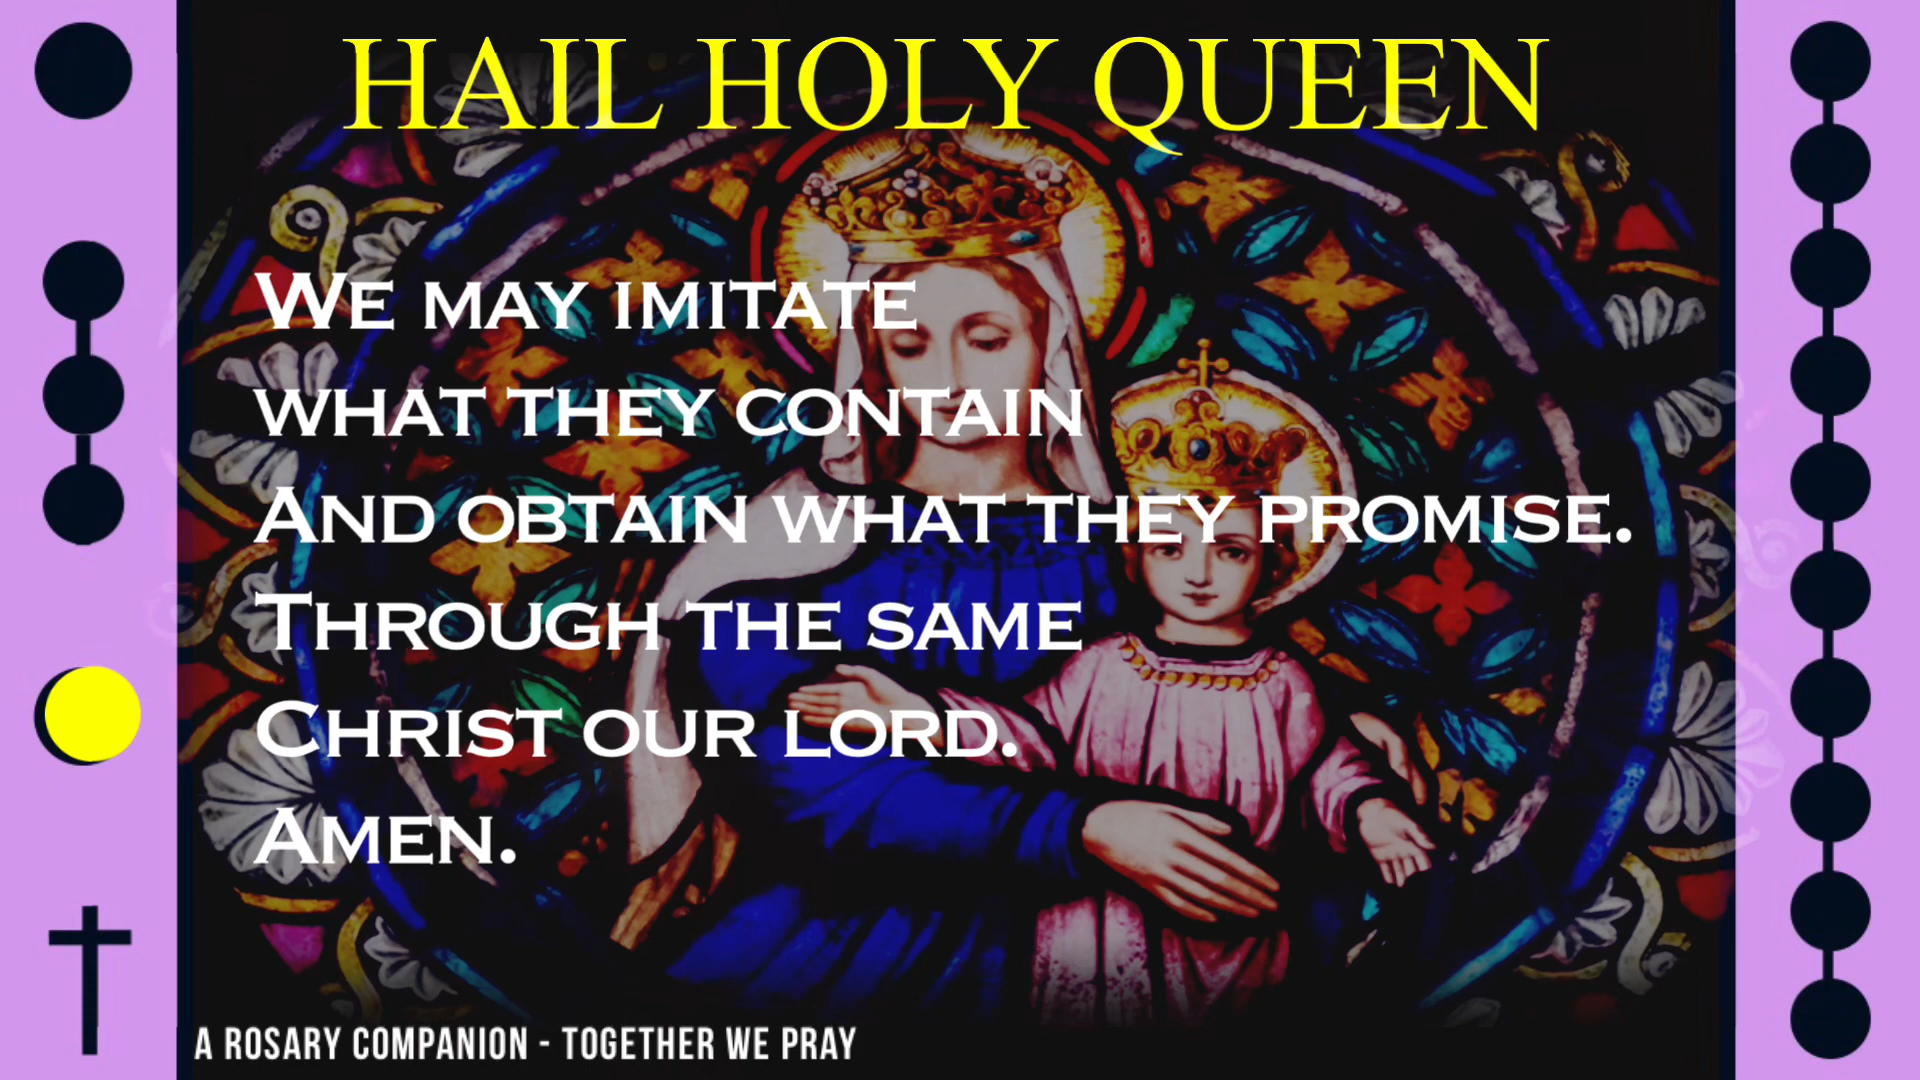 HAIL HOLY QUEEN
We may imitate
what they contain
And obtain what they promise.
Through the same
Christ our Lord.
Amen.
A ROSARY COMPANION - TOGETHER WE PRAY